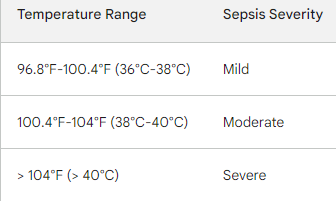 Temperature Range Sepsis Severity
96.8°F-100.4°F (36°C-38°C) Mild
100.4°F-104°F (38°C-40°C) Moderate
> 104°F (> 40°C) Severe